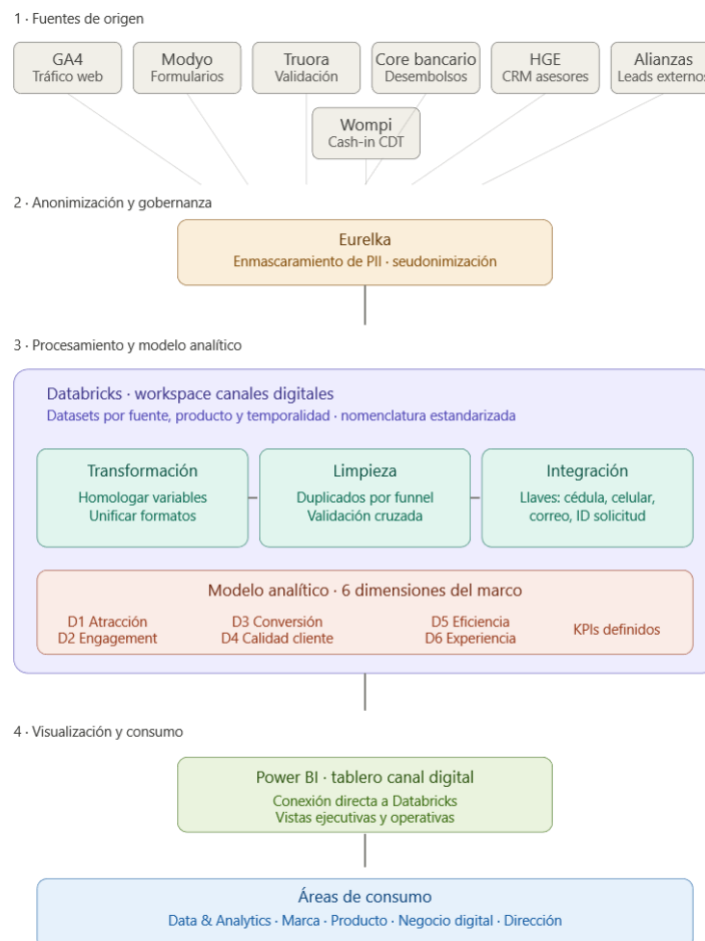 1 · Fuentes de origen
GA4
Tráfico web
Modyo
Formularios
Truora
Validación
Core bancario
Desembolsos
HGE
CRM asesores
Alianzas
Leads externos
Wompi
Cash-in CDT
2 · Anonimización y gobernanza
Eurelka
Enmascaramiento de PII · seudonimización
3 · Procesamiento y modelo analítico
Databricks · workspace canales digitales
Datasets por fuente, producto y temporalidad · nomenclatura estandarizada
Transformación
Homologar variables
Unificar formatos
Limpieza
Duplicados por funnel
Validación cruzada
Integración
Llaves: cédula, celular,
correo, ID solicitud
Modelo analítico · 6 dimensiones del marco
D1 Atracción
D2 Engagement
D3 Conversión
D4 Calidad cliente
D5 Eficiencia
D6 Experiencia
KPIs definidos
4 · Visualización y consumo
Power BI · tablero canal digital
Conexión directa a Databricks
Vistas ejecutivas y operativas
Áreas de consumo
Data & Analytics · Marca · Producto · Negocio digital · Dirección